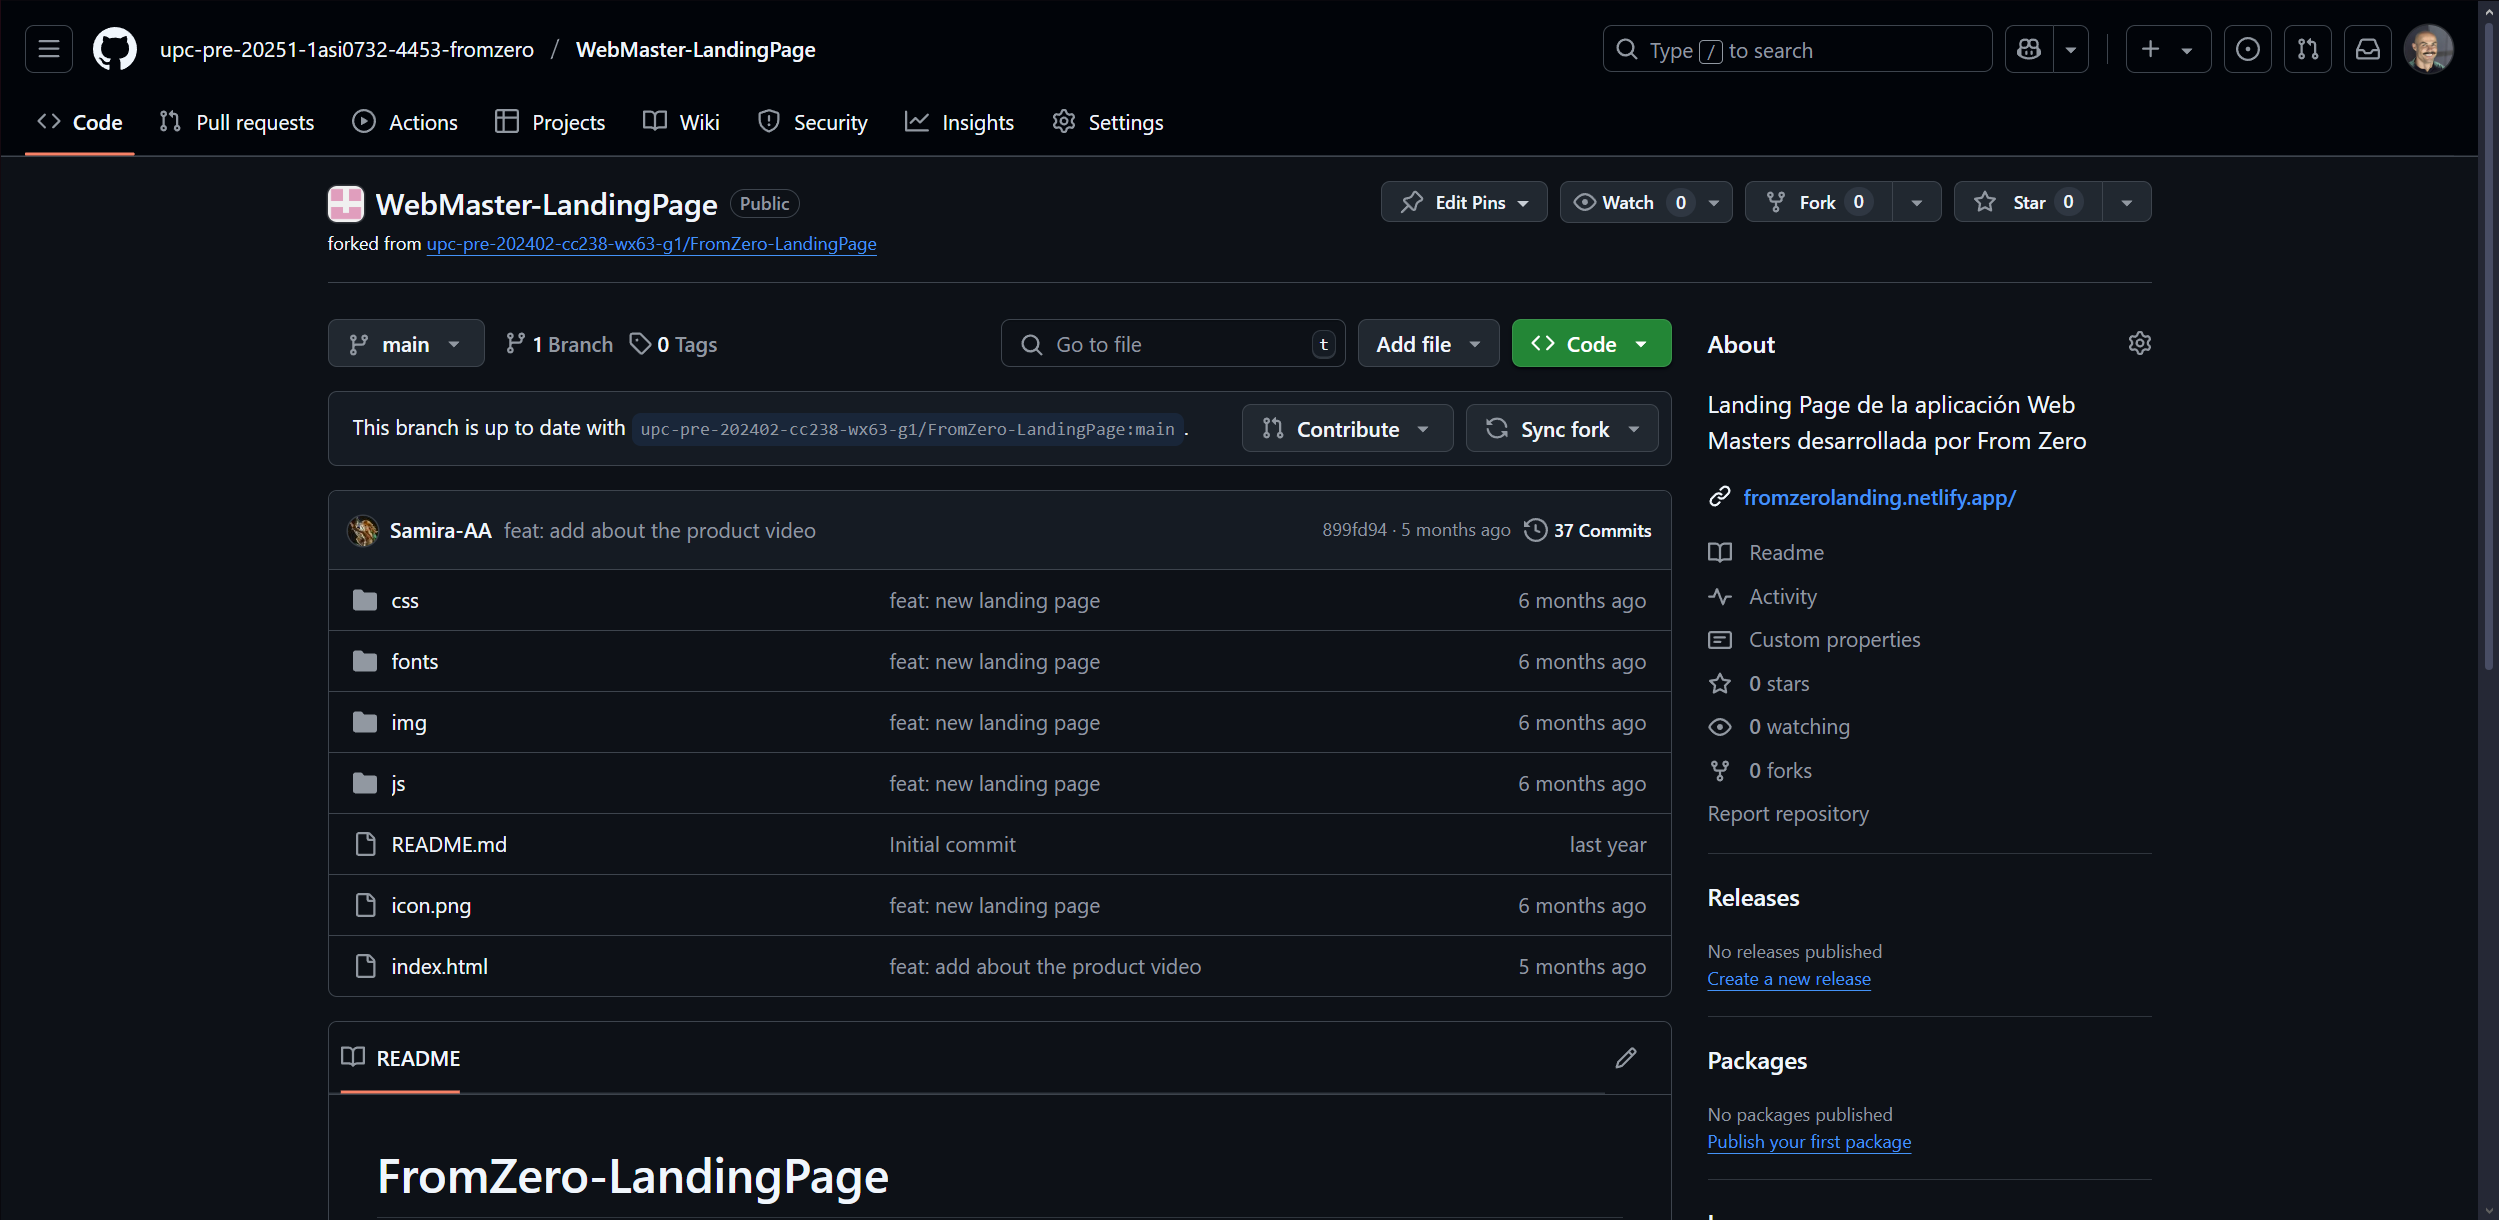 upc-pre-20251-1asi0732-4453-fromzero / WebMaster-LandingPage
Type / to search
Code Pull requests Actions Projects Wiki Security Insights Settings
WebMaster-LandingPage Public
Edit Pins Watch 0 Fork 0 Star 0
forked from upc-pre-202402-cc238-wx63-g1/FromZero-LandingPage
main 1 Branch 0 Tags
Go to file t Add file Code
This branch is up to date with upc-pre-202402-cc238-wx63-g1/FromZero-LandingPage:main .
Contribute Sync fork
Samira-AA feat: add about the product video 899fd94 · 5 months ago 37 Commits
css feat: new landing page 6 months ago
fonts feat: new landing page 6 months ago
img feat: new landing page 6 months ago
js feat: new landing page 6 months ago
README.md Initial commit last year
icon.png feat: new landing page 6 months ago
index.html feat: add about the product video 5 months ago
README
FromZero-LandingPage
About
Landing Page de la aplicación Web
Masters desarrollada por From Zero
fromzerolanding.netlify.app/
Readme
Activity
Custom properties
0 stars
0 watching
0 forks
Report repository
Releases
No releases published
Create a new release
Packages
No packages published
Publish your first package